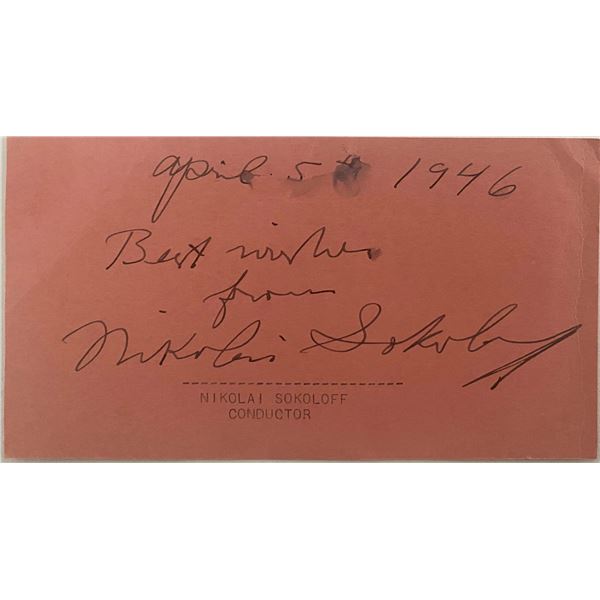 April 5th 1946
Best wishes
from
Nikolai Sokoloff
NIKOLAI SOKOLOFF
CONDUCTOR